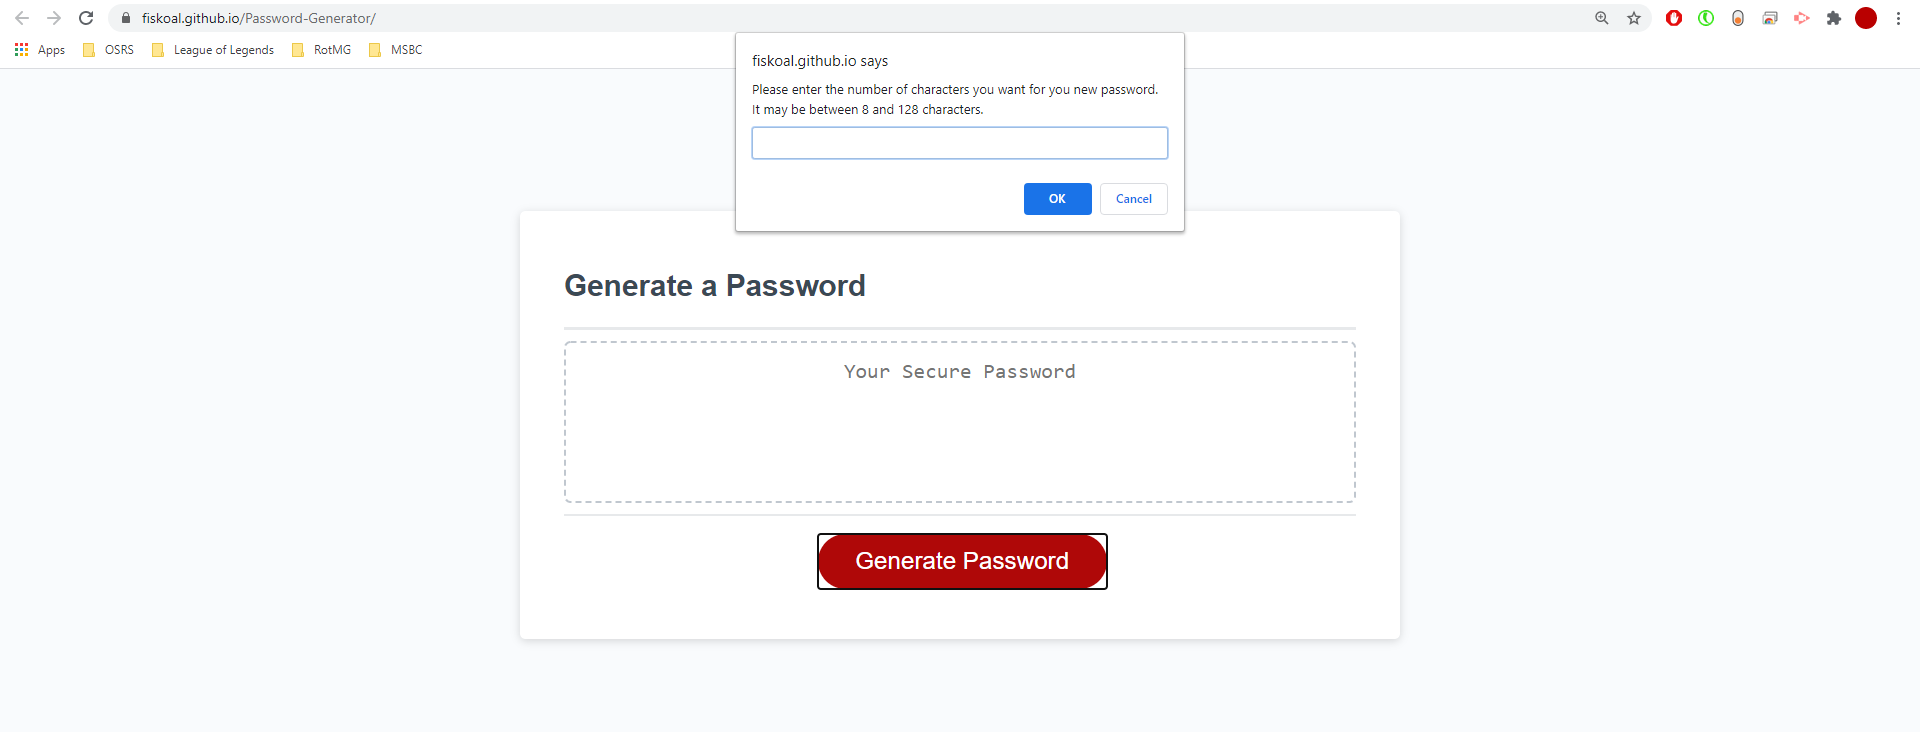 fiskoal.github.io/Password-Generator/
Apps OSRS League of Legends RotMG MSBC
fiskoal.github.io says
Please enter the number of characters you want for you new password.
It may be between 8 and 128 characters.
OK Cancel
Generate a Password
Your Secure Password
Generate Password